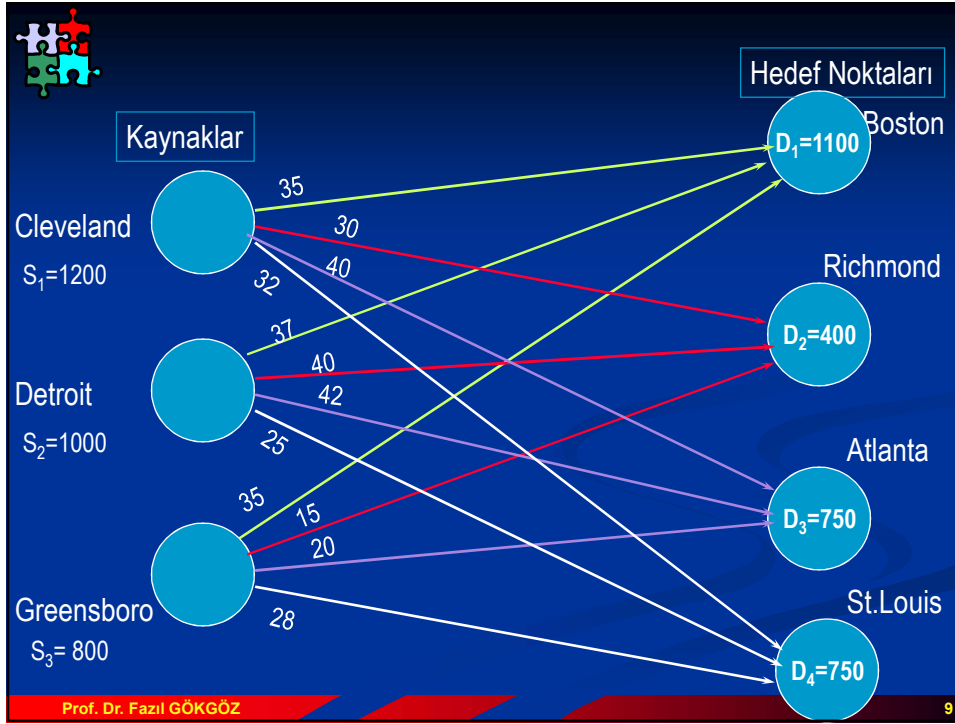 Hedef Noktaları
Kaynaklar
Boston
D₁=1100
35
Cleveland
30
S₁=1200
40
32
Richmond
D₂=400
37
40
Detroit
42
S₂=1000
25
Atlanta
35
15
D₃=750
20
Greensboro
28
St.Louis
S₃= 800
D₄=750
Prof. Dr. Fazıl GÖKGÖZ
9